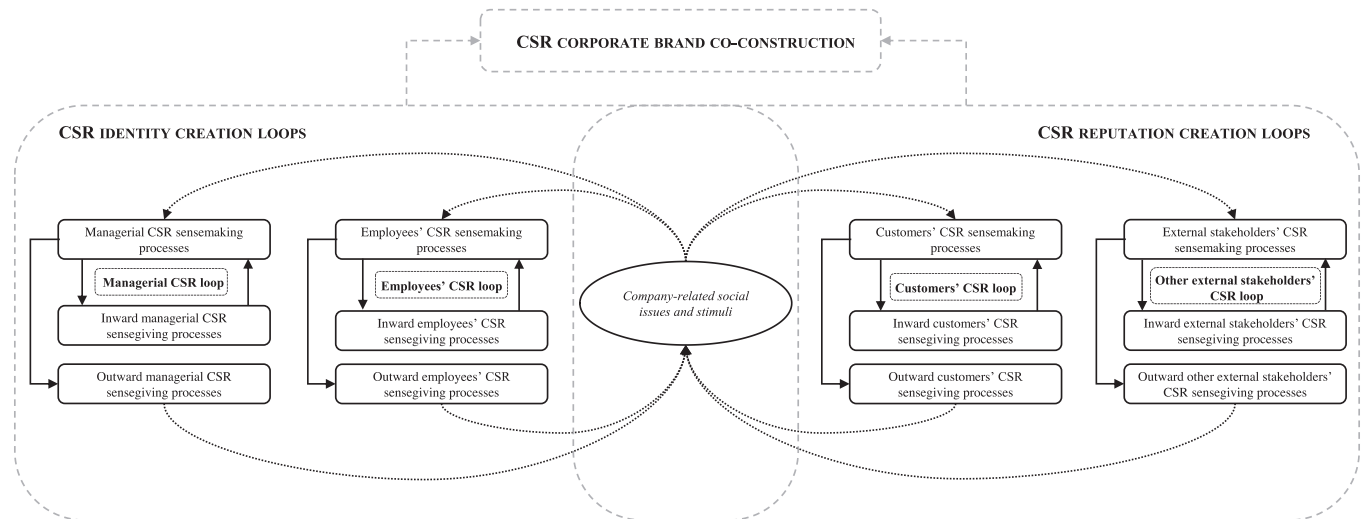 CSR CORPORATE BRAND CO-CONSTRUCTION
CSR IDENTITY CREATION LOOPS
CSR REPUTATION CREATION LOOPS
Managerial CSR sensemaking
processes
Managerial CSR loop
Inward managerial CSR
sensegiving processes
Outward managerial CSR
sensegiving processes
Employees' CSR sensemaking
processes
Employees' CSR loop
Inward employees' CSR
sensegiving processes
Outward employees' CSR
sensegiving processes
Company-related social
issues and stimuli
Customers' CSR sensemaking
processes
Customers' CSR loop
Inward customers' CSR
sensegiving processes
Outward customers' CSR
sensegiving processes
External stakeholders' CSR
sensemaking processes
Other external stakeholders'
CSR loop
Inward external stakeholders' CSR
sensegiving processes
Outward other external stakeholders'
CSR sensegiving processes